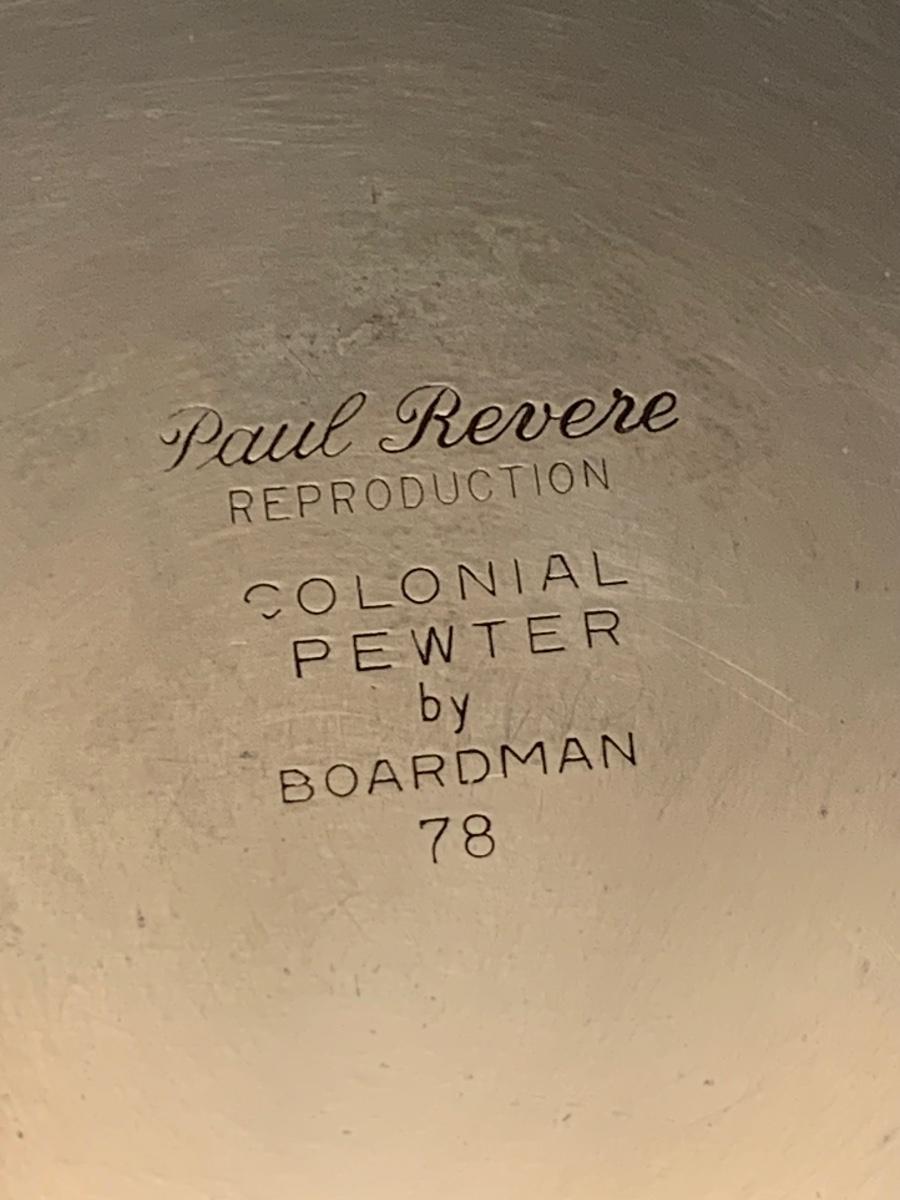 Paul Revere
REPRODUCTION
COLONIAL
PEWTER
by
BOARDMAN
78